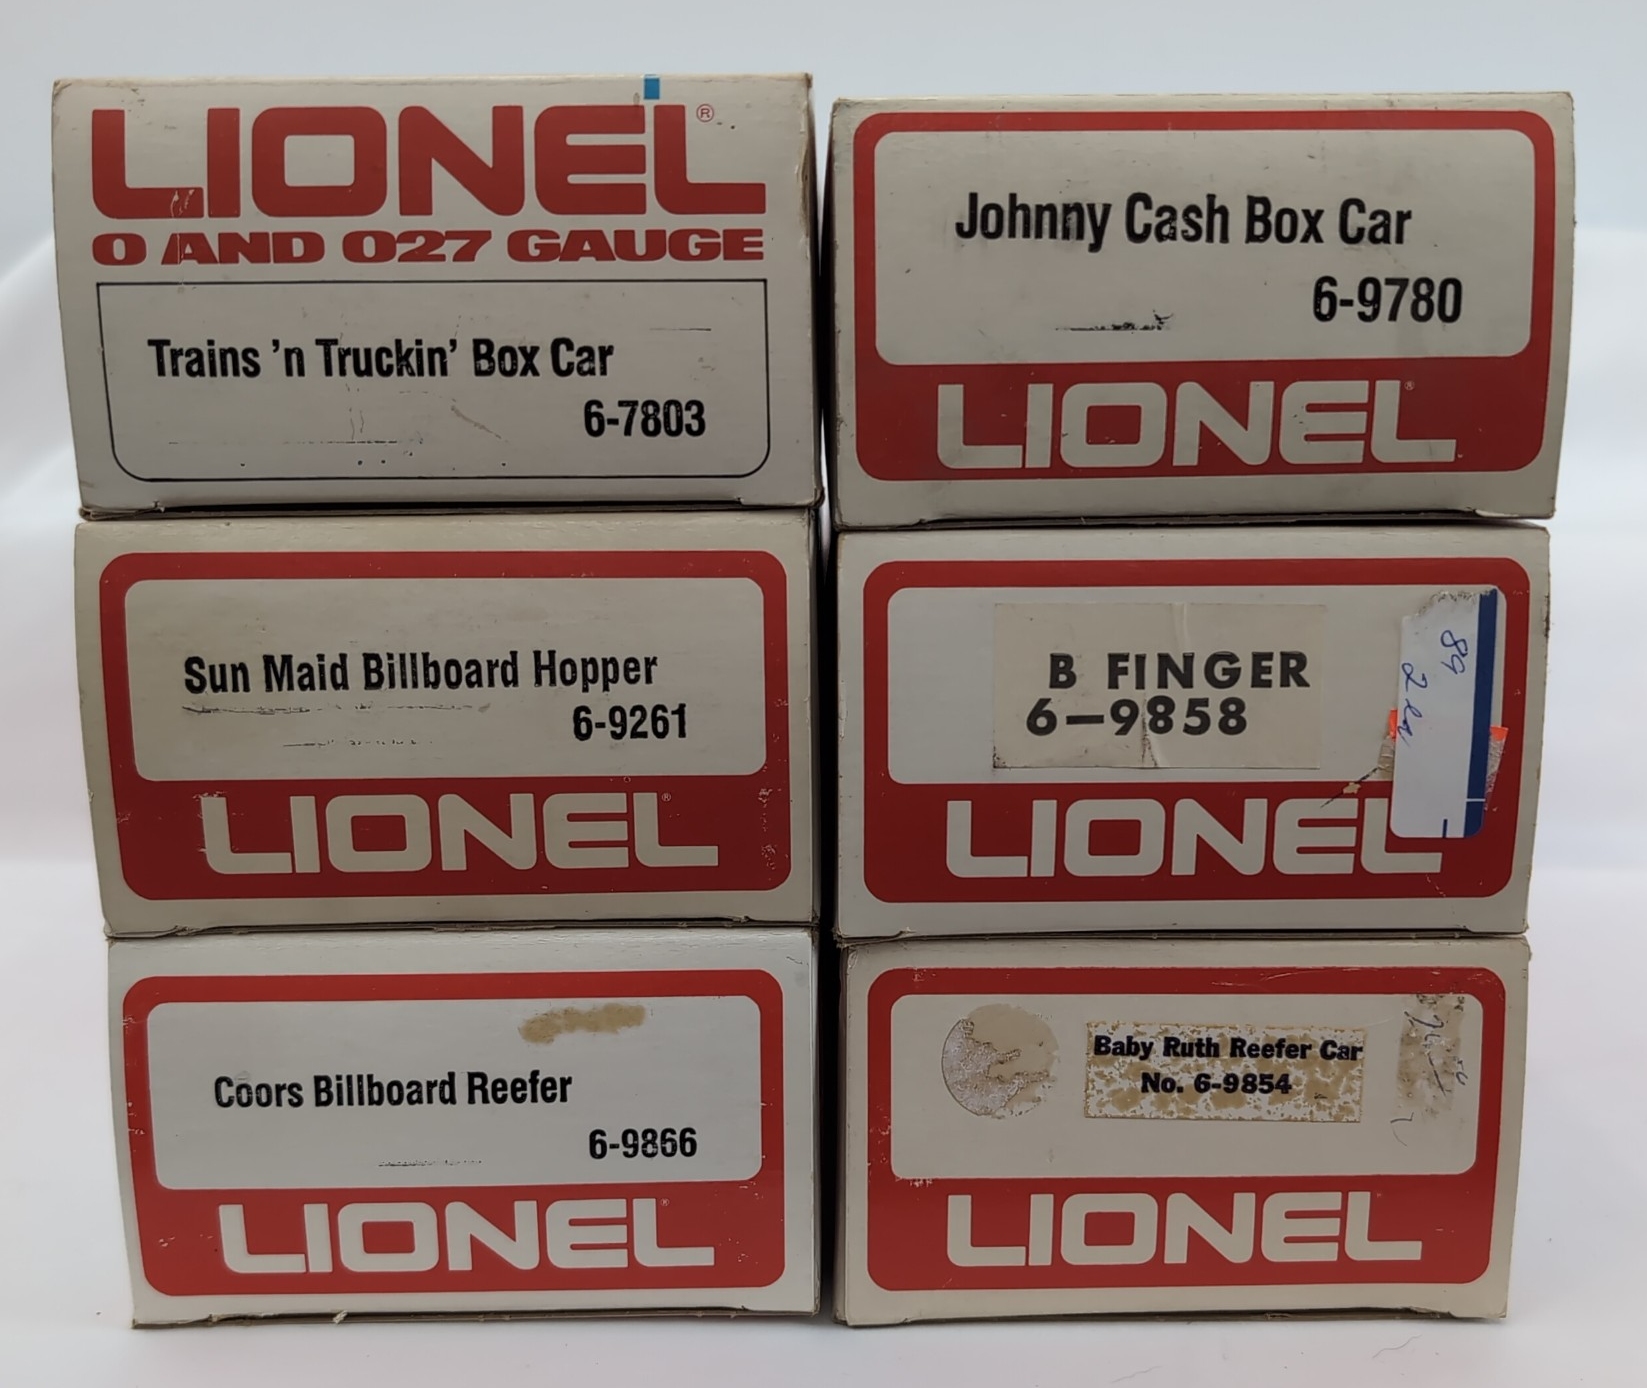 LIONEL®
O AND O27 GAUGE
Trains 'n Truckin' Box Car
6-7803
Johnny Cash Box Car
6-9780
LIONEL®
Sun Maid Billboard Hopper
6-9261
LIONEL®
B FINGER
6-9858
89
LIONEL
Coors Billboard Reefer
6-9866
LIONEL®
Baby Ruth Reefer Car
No. 6-9854
LIONEL